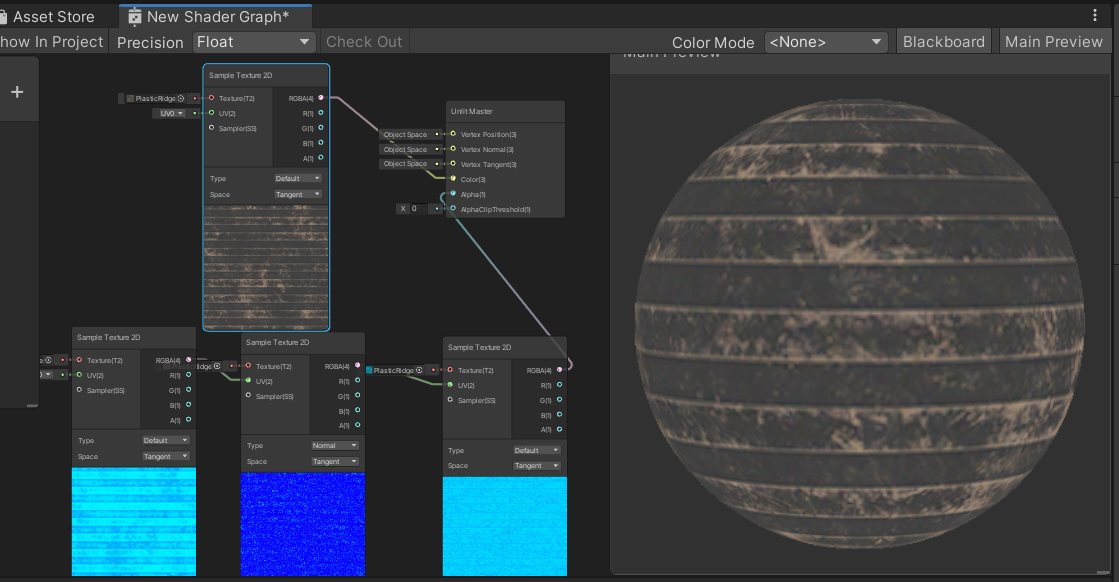 Asset Store
New Shader Graph*
how In Project
Precision
Float
Check Out
Color Mode
<None>
Blackboard
Main Preview
Main Preview
+
Sample Texture 2D
PlasticRidge
Texture(T2)
RGBA(4)
UV0
UV(2)
R(1)
Sampler(SS)
G(1)
B(1)
A(1)
Type
Default
Space
Tangent
Unlit Master
Object Space
Vertex Position(3)
Object Space
Vertex Normal(3)
Object Space
Vertex Tangent(3)
Color(3)
Alpha(1)
X 0
AlphaClipThreshold(1)
Sample Texture 2D
Texture(T2)
RGBA(4)
UV(2)
R(1)
Sampler(SS)
G(1)
B(1)
A(1)
Type
Default
Space
Tangent
Sample Texture 2D
Texture(T2)
RGBA(4)
UV(2)
R(1)
Sampler(SS)
G(1)
B(1)
A(1)
Type
Normal
Space
Tangent
Sample Texture 2D
PlasticRidge
Texture(T2)
RGBA(4)
UV(2)
R(1)
Sampler(SS)
G(1)
B(1)
A(1)
Type
Default
Space
Tangent